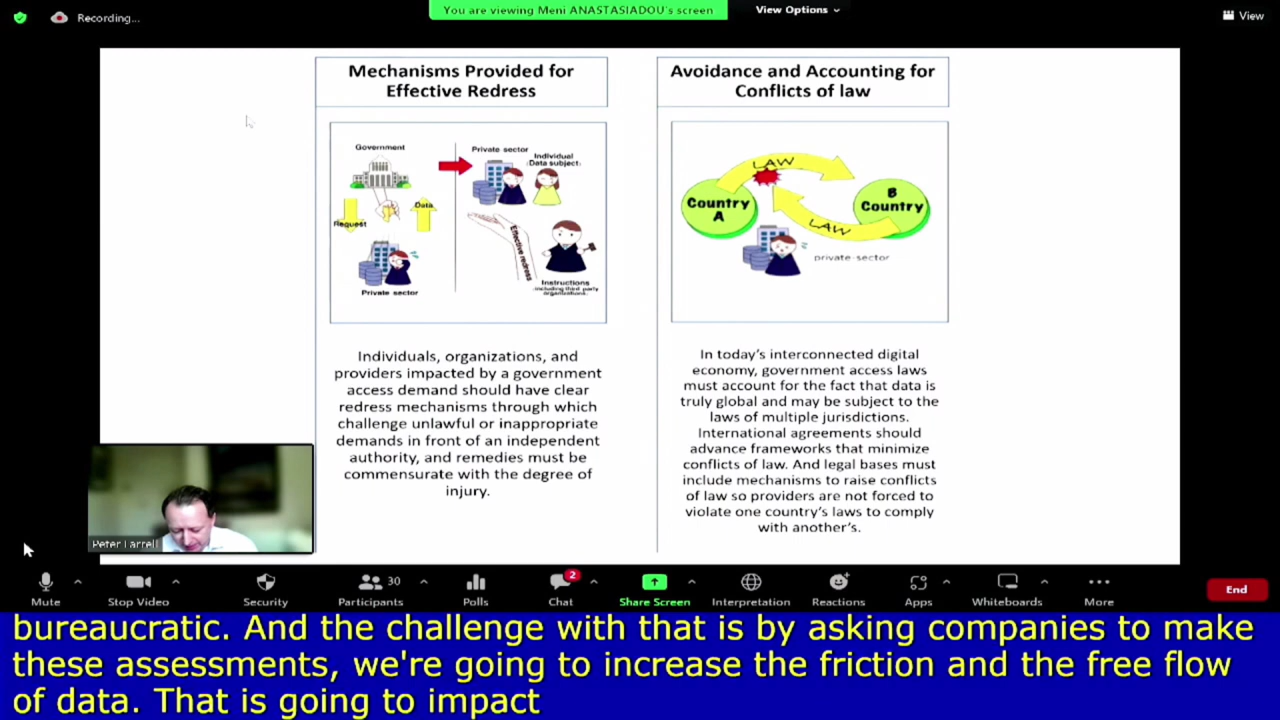 Recording...
You are viewing Meni ANASTASIADOU's screen
View Options
View
Mechanisms Provided for
Effective Redress
Government
Request
Data
Private sector
Private sector
Individual
(Data subject)
Effective redress
Instructions
(including third party
organizations)
Individuals, organizations, and
providers impacted by a government
access demand should have clear
redress mechanisms through which
challenge unlawful or inappropriate
demands in front of an independent
authority, and remedies must be
commensurate with the degree of
injury.
Avoidance and Accounting for
Conflicts of law
LAW
Country
A
B
Country
LAW
private-sector
In today's interconnected digital
economy, government access laws
must account for the fact that data is
truly global and may be subject to the
laws of multiple jurisdictions.
International agreements should
advance frameworks that minimize
conflicts of law. And legal bases must
include mechanisms to raise conflicts
of law so providers are not forced to
violate one country's laws to comply
with another's.
Peter Farrell
Mute
Stop Video
Security
Participants
30
Polls
Chat
2
Share Screen
Interpretation
Reactions
Apps
Whiteboards
More
End
bureaucratic. And the challenge with that is by asking companies to make
these assessments, we're going to increase the friction and the free flow
of data. That is going to impact